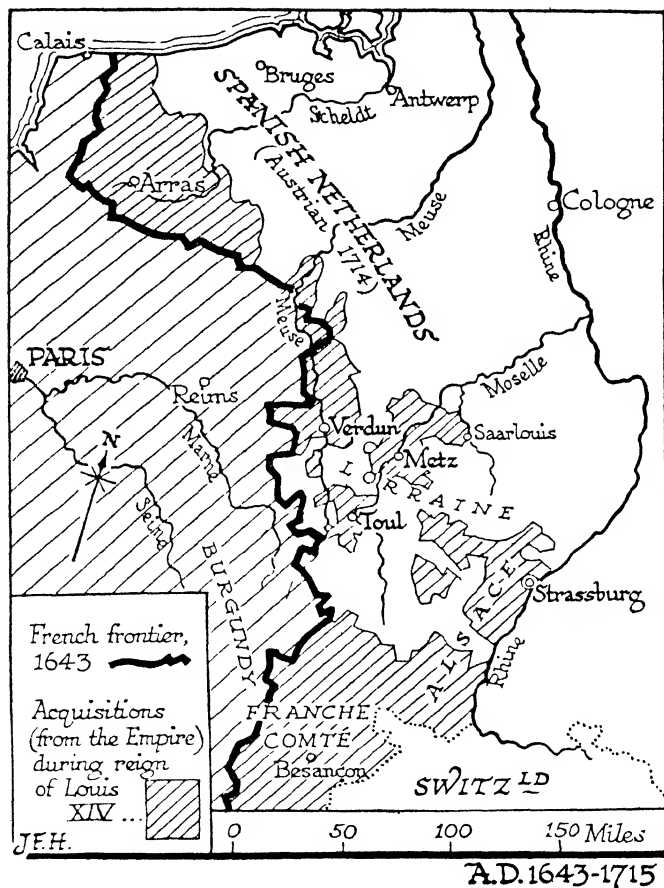 Calais
Bruges
Antwerp
Scheldt
SPANISH NETHERLANDS
(Austrian 1714)
Arras
Meuse
Cologne
Rhine
Meuse
PARIS
Reims
Moselle
Marne
Verdun
Saarlouis
Metz
LORRAINE
N
Toul
Seine
BURGUNDY
ALSACE
Strassburg
Rhine
French frontier,
1643
Acquisitions
(from the Empire)
during reign
of Louis
XIV ...
FRANCHE
COMTÉ
Besançon
SWITZ LD
J.F.H.
0 50 100 150 Miles
A.D. 1643-1715